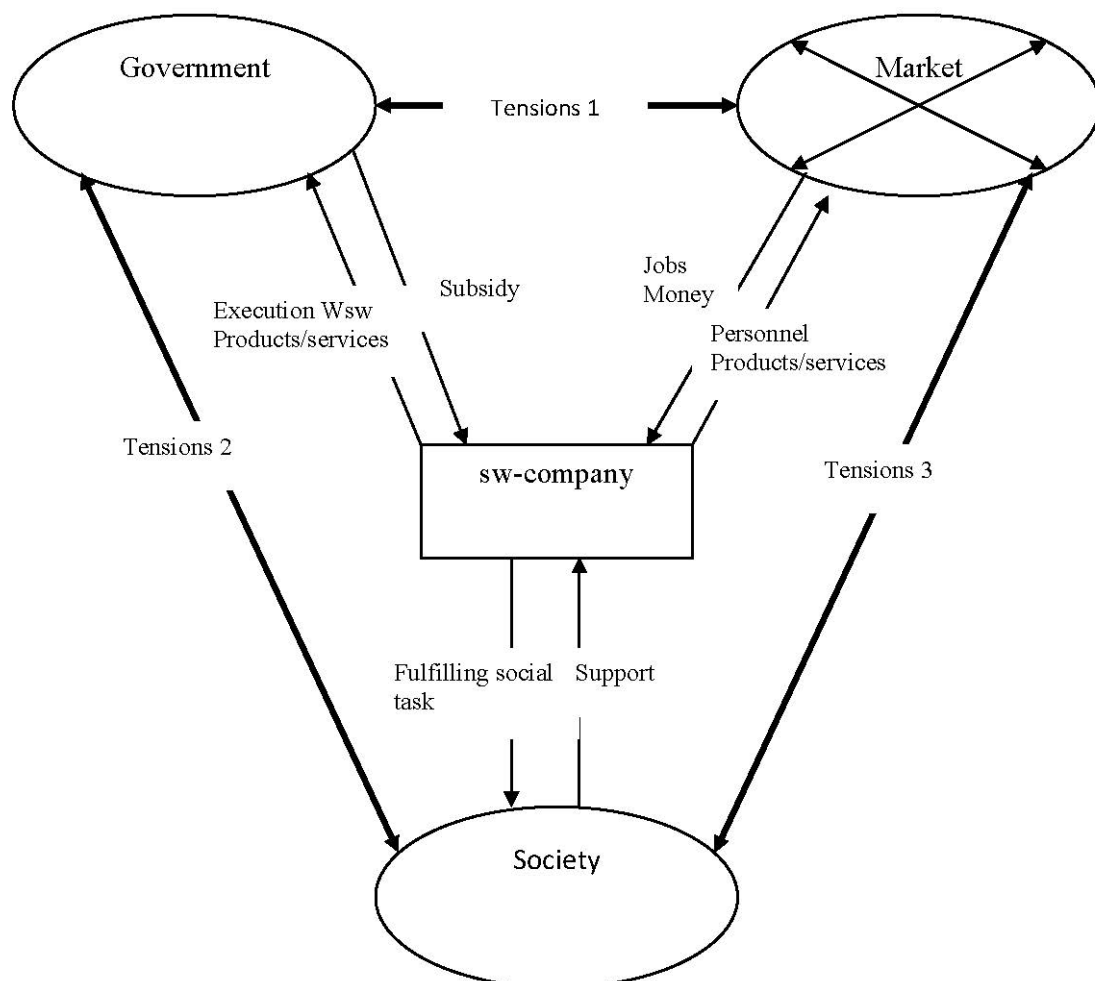 Government
Market
Tensions 1
Subsidy
Jobs
Money
Execution Wsw
Products/services
Personnel
Products/services
Tensions 2
sw-company
Tensions 3
Fulfilling social
task
Support
Society